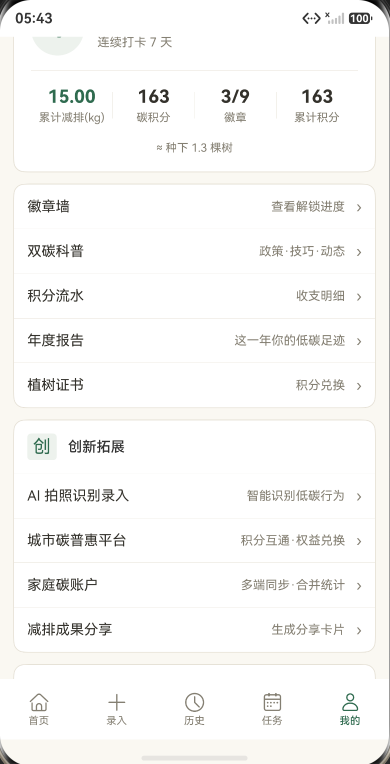 05:43
100
连续打卡 7 天
15.00 163 3/9 163
累计减排(kg) 碳积分 徽章 累计积分
≈ 种下 1.3 棵树
徽章墙 查看解锁进度 ›
双碳科普 政策·技巧·动态 ›
积分流水 收支明细 ›
年度报告 这一年你的低碳足迹 ›
植树证书 积分兑换 ›
创 创新拓展
AI 拍照识别录入 智能识别低碳行为 ›
城市碳普惠平台 积分互通·权益兑换 ›
家庭碳账户 多端同步·合并统计 ›
减排成果分享 生成分享卡片 ›
首页 录入 历史 任务 我的